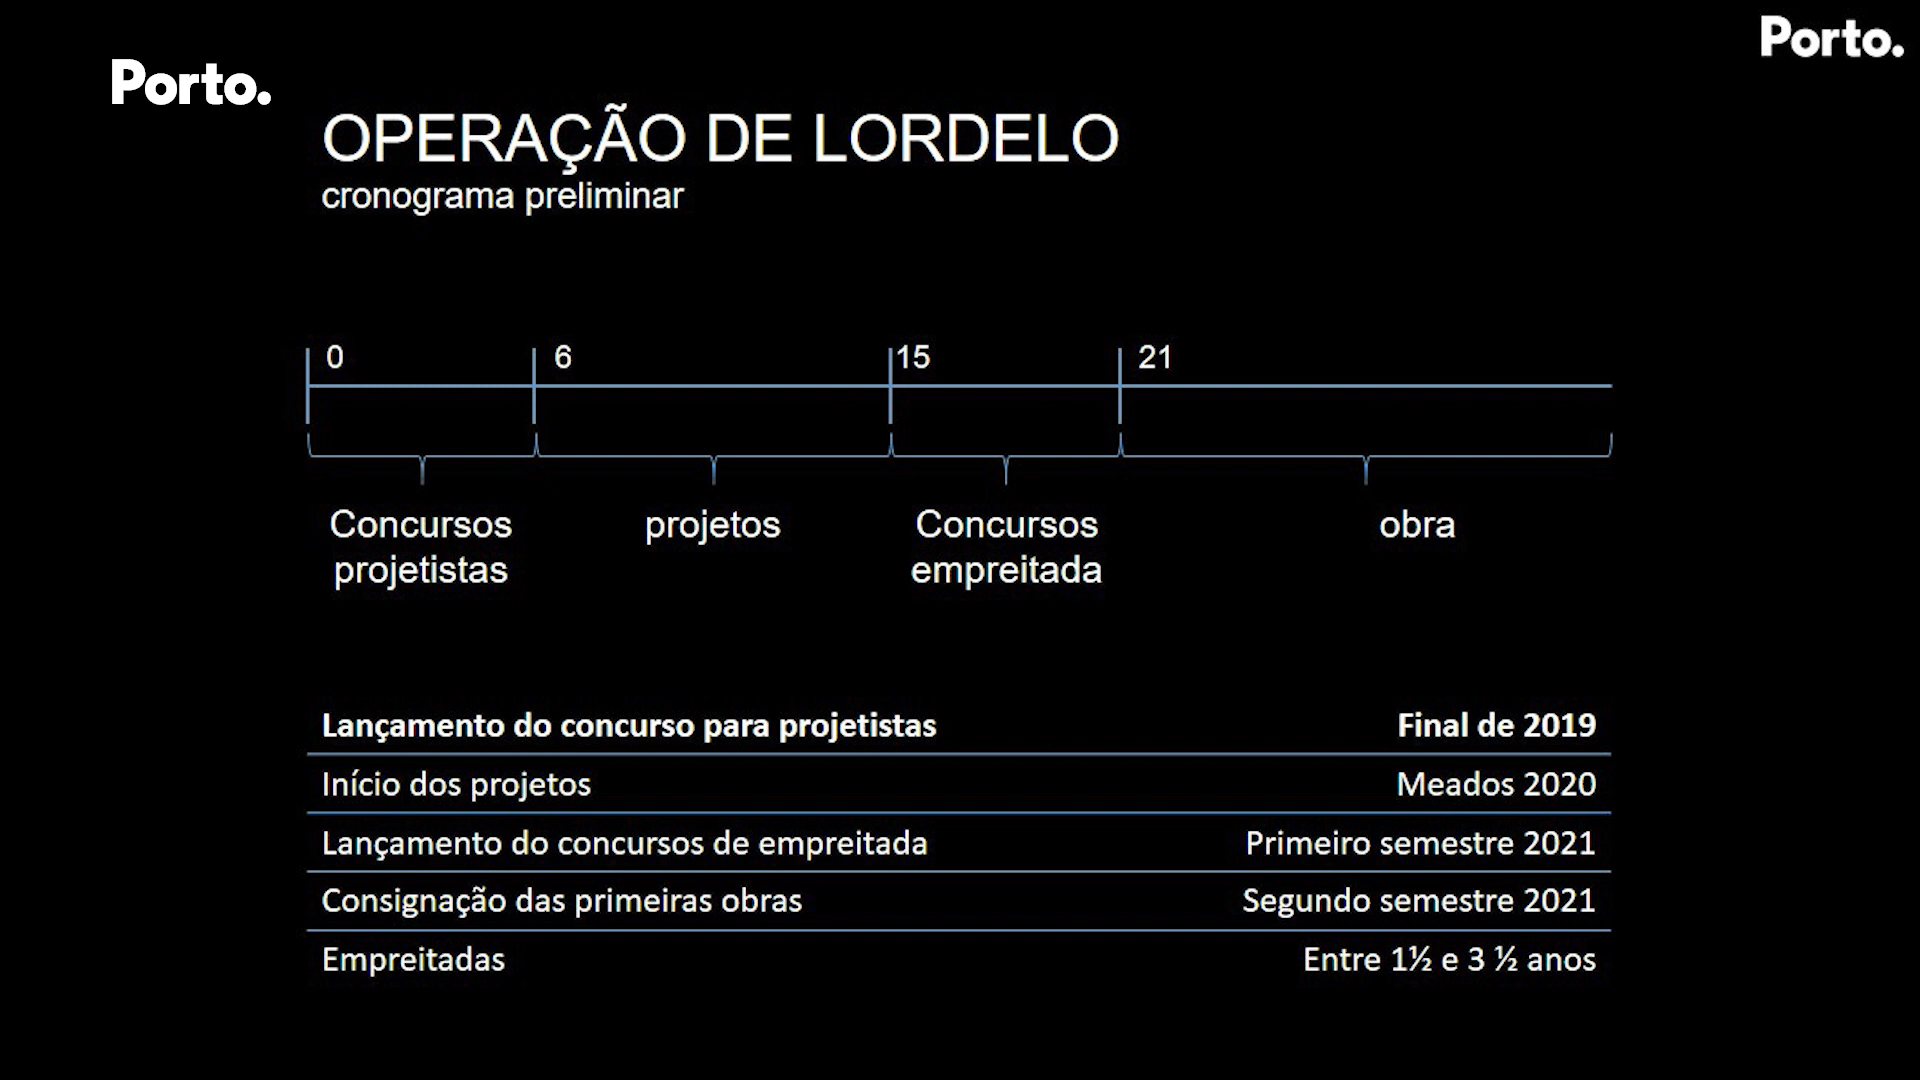 Porto.
Porto.
OPERAÇÃO DE LORDELO
cronograma preliminar
0 6 15 21
Concursos projetos Concursos obra
projetistas empreitada
Lançamento do concurso para projetistas Final de 2019
Início dos projetos Meados 2020
Lançamento do concursos de empreitada Primeiro semestre 2021
Consignação das primeiras obras Segundo semestre 2021
Empreitadas Entre 1½ e 3 ½ anos